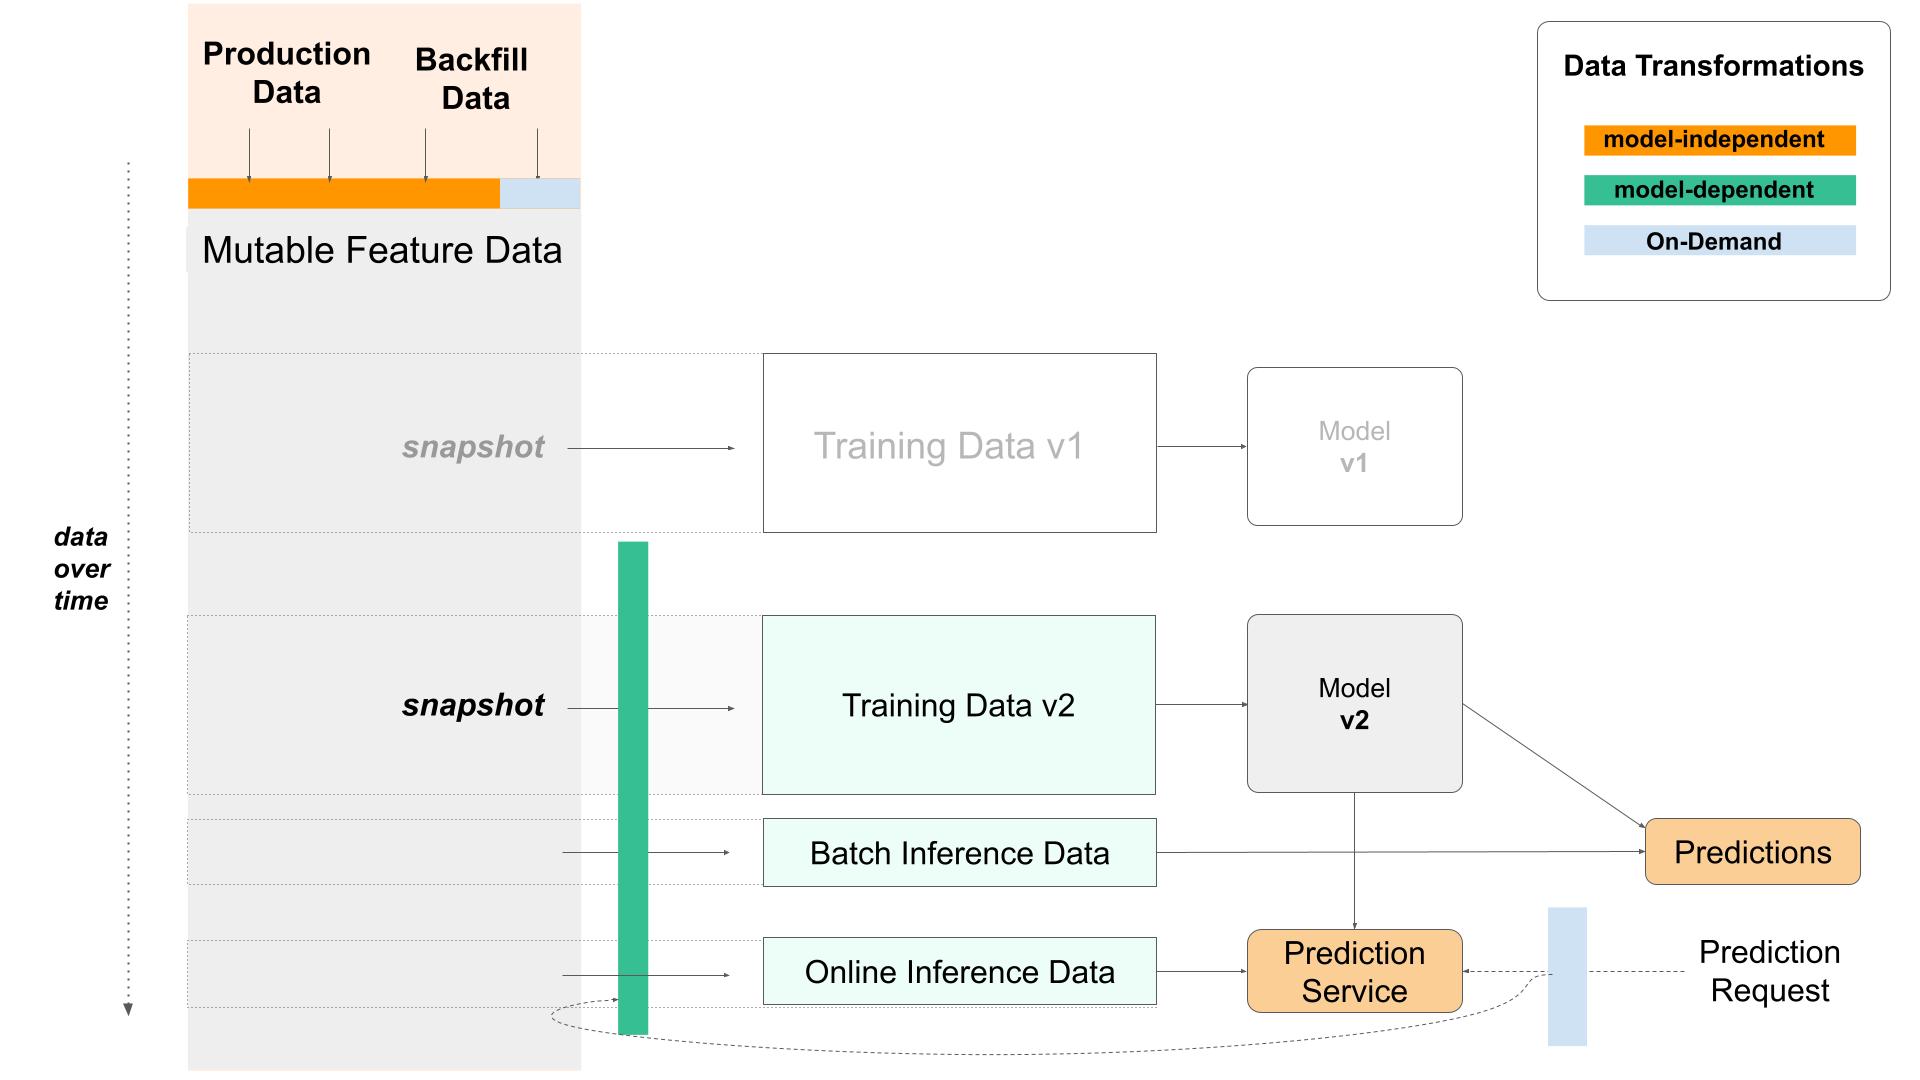 Production
Data
Backfill
Data
Data Transformations
model-independent
model-dependent
On-Demand
Mutable Feature Data
snapshot
Training Data v1
Model
v1
data
over
time
snapshot
Training Data v2
Model
v2
Batch Inference Data
Predictions
Online Inference Data
Prediction
Service
Prediction
Request